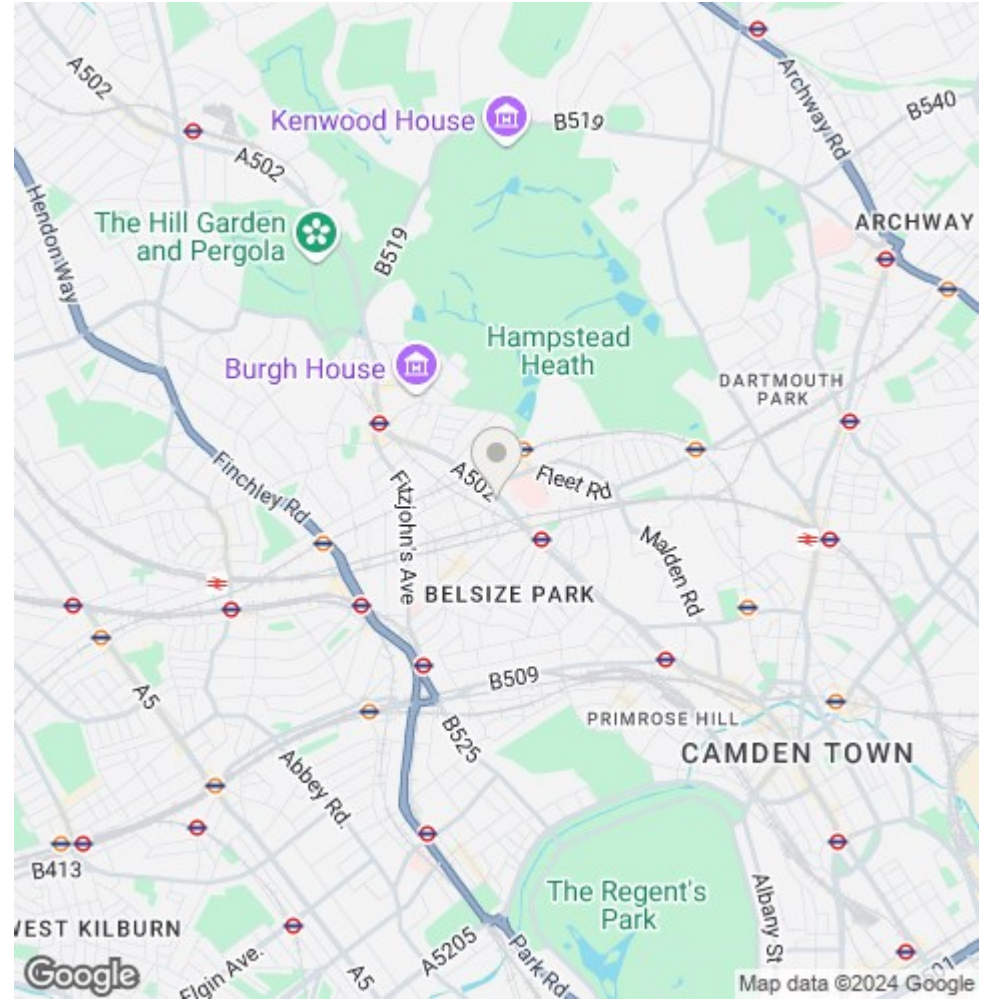 A502
Kenwood House
B519
Archway Rd
B540
A502
Hendon Way
The Hill Garden
and Pergola
B519
ARCHWAY
Hampstead
Heath
Burgh House
DARTMOUTH
PARK
Finchley Rd
Fitzjohn's Ave
A502
Fleet Rd
Malden Rd
BELSIZE PARK
B509
A5
B525
PRIMROSE HILL
CAMDEN TOWN
Abbey Rd.
B413
The Regent's
Park
Albany St
WEST KILBURN
Elgin Ave.
A5
A5205
Park Rd
Google
Map data ©2024 Google